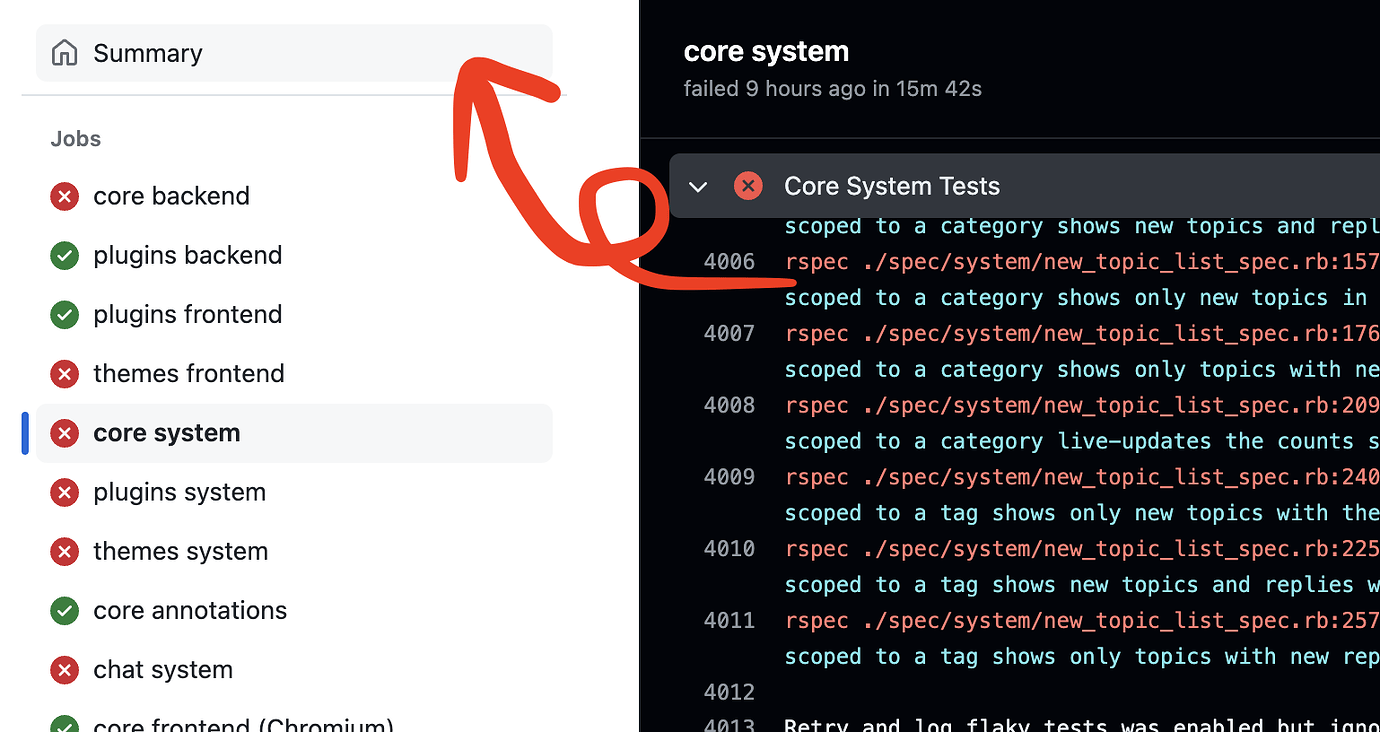 Summary
Jobs
core backend
plugins backend
plugins frontend
themes frontend
core system
plugins system
themes system
core annotations
chat system
core frontend (Chromium)
core system
failed 9 hours ago in 15m 42s
Core System Tests
scoped to a category shows new topics and repl
4006 rspec ./spec/system/new_topic_list_spec.rb:157
scoped to a category shows only new topics in
4007 rspec ./spec/system/new_topic_list_spec.rb:176
scoped to a category shows only topics with ne
4008 rspec ./spec/system/new_topic_list_spec.rb:209
scoped to a category live-updates the counts s
4009 rspec ./spec/system/new_topic_list_spec.rb:240
scoped to a tag shows only new topics with the
4010 rspec ./spec/system/new_topic_list_spec.rb:225
scoped to a tag shows new topics and replies w
4011 rspec ./spec/system/new_topic_list_spec.rb:257
scoped to a tag shows only topics with new rep
4012
4013 Retry and log flaky tests was enabled but igno